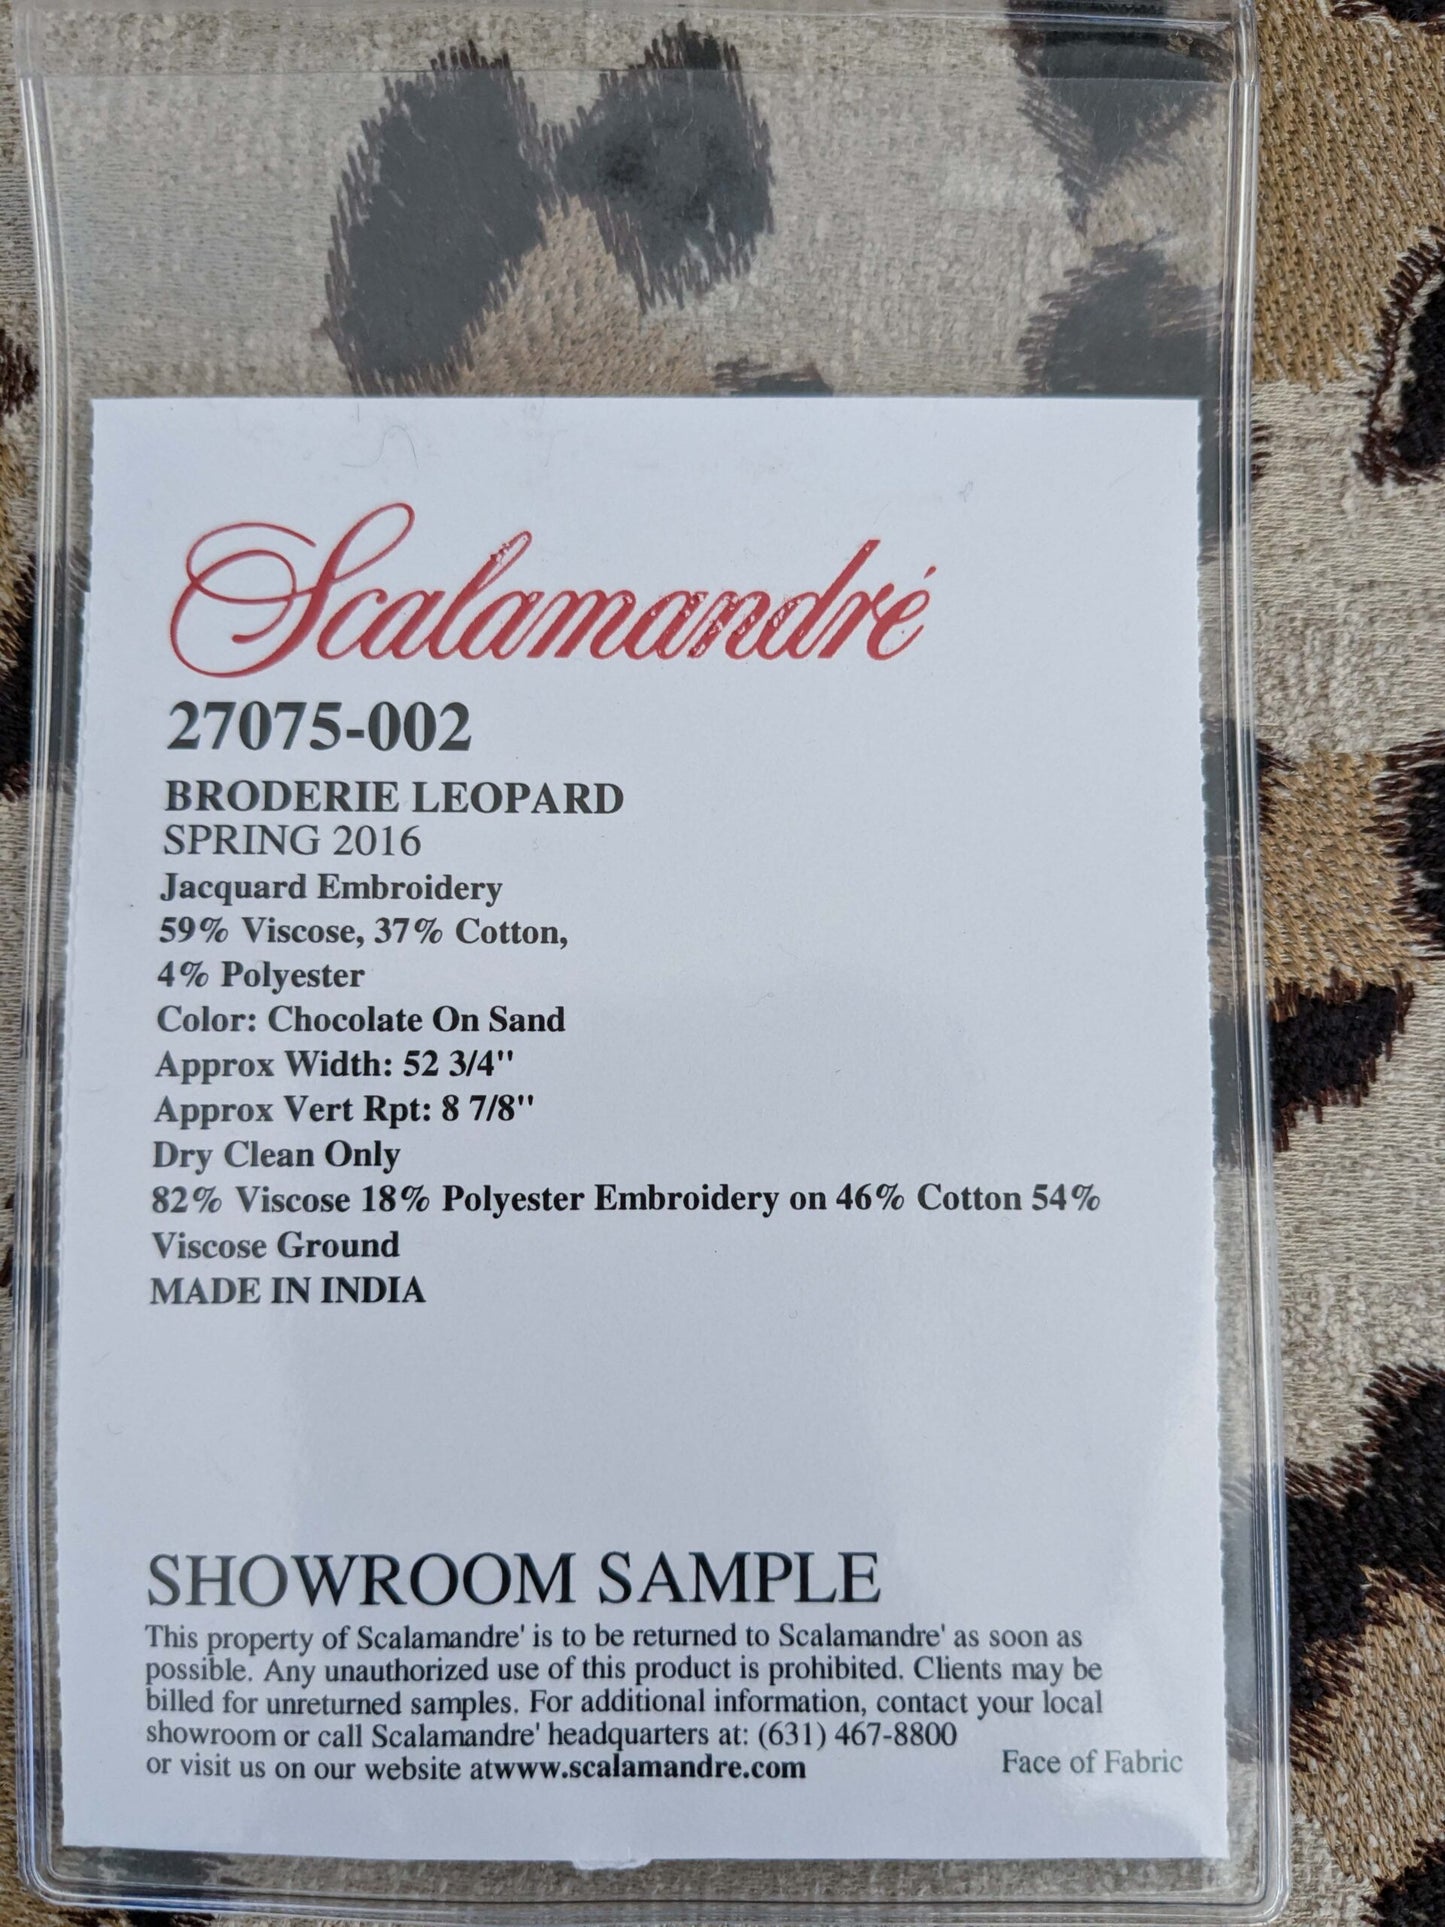 Scalamandré
27075-002
BRODERIE LEOPARD
SPRING 2016
Jacquard Embroidery
59% Viscose, 37% Cotton,
4% Polyester
Color: Chocolate On Sand
Approx Width: 52 3/4"
Approx Vert Rpt: 8 7/8"
Dry Clean Only
82% Viscose 18% Polyester Embroidery on 46% Cotton 54%
Viscose Ground
MADE IN INDIA
SHOWROOM SAMPLE
This property of Scalamandre' is to be returned to Scalamandre' as soon as
possible. Any unauthorized use of this product is prohibited. Clients may be
billed for unreturned samples. For additional information, contact your local
showroom or call Scalamandre' headquarters at: (631) 467-8800
or visit us on our website atwww.scalamandre.com
Face of Fabric